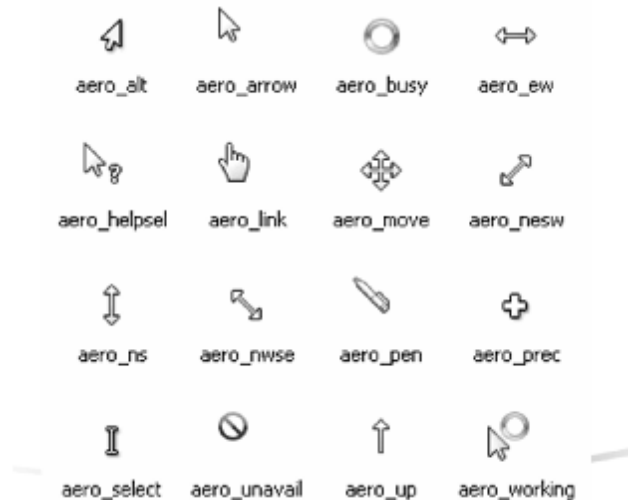 aero_alt aero_arrow aero_busy aero_ew
aero_helpsel aero_link aero_move aero_nesw
aero_ns aero_nwse aero_pen aero_prec
aero_select aero_unavail aero_up aero_working